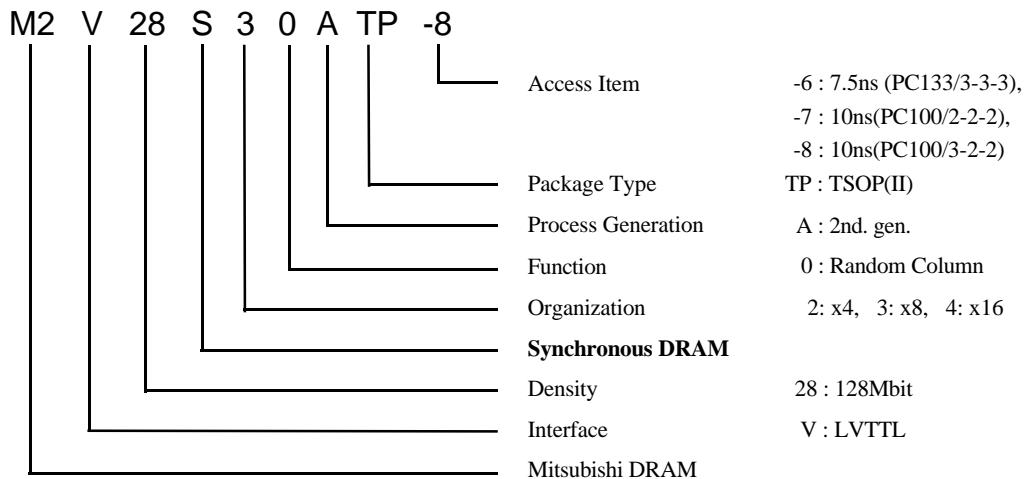 M2 V 28 S 3 0 A TP -8
Access Item -6 : 7.5ns (PC133/3-3-3),
-7 : 10ns(PC100/2-2-2),
-8 : 10ns(PC100/3-2-2)
Package Type TP : TSOP(II)
Process Generation A : 2nd. gen.
Function 0 : Random Column
Organization 2: x4, 3: x8, 4: x16
Synchronous DRAM
Density 28 : 128Mbit
Interface V : LVTTL
Mitsubishi DRAM